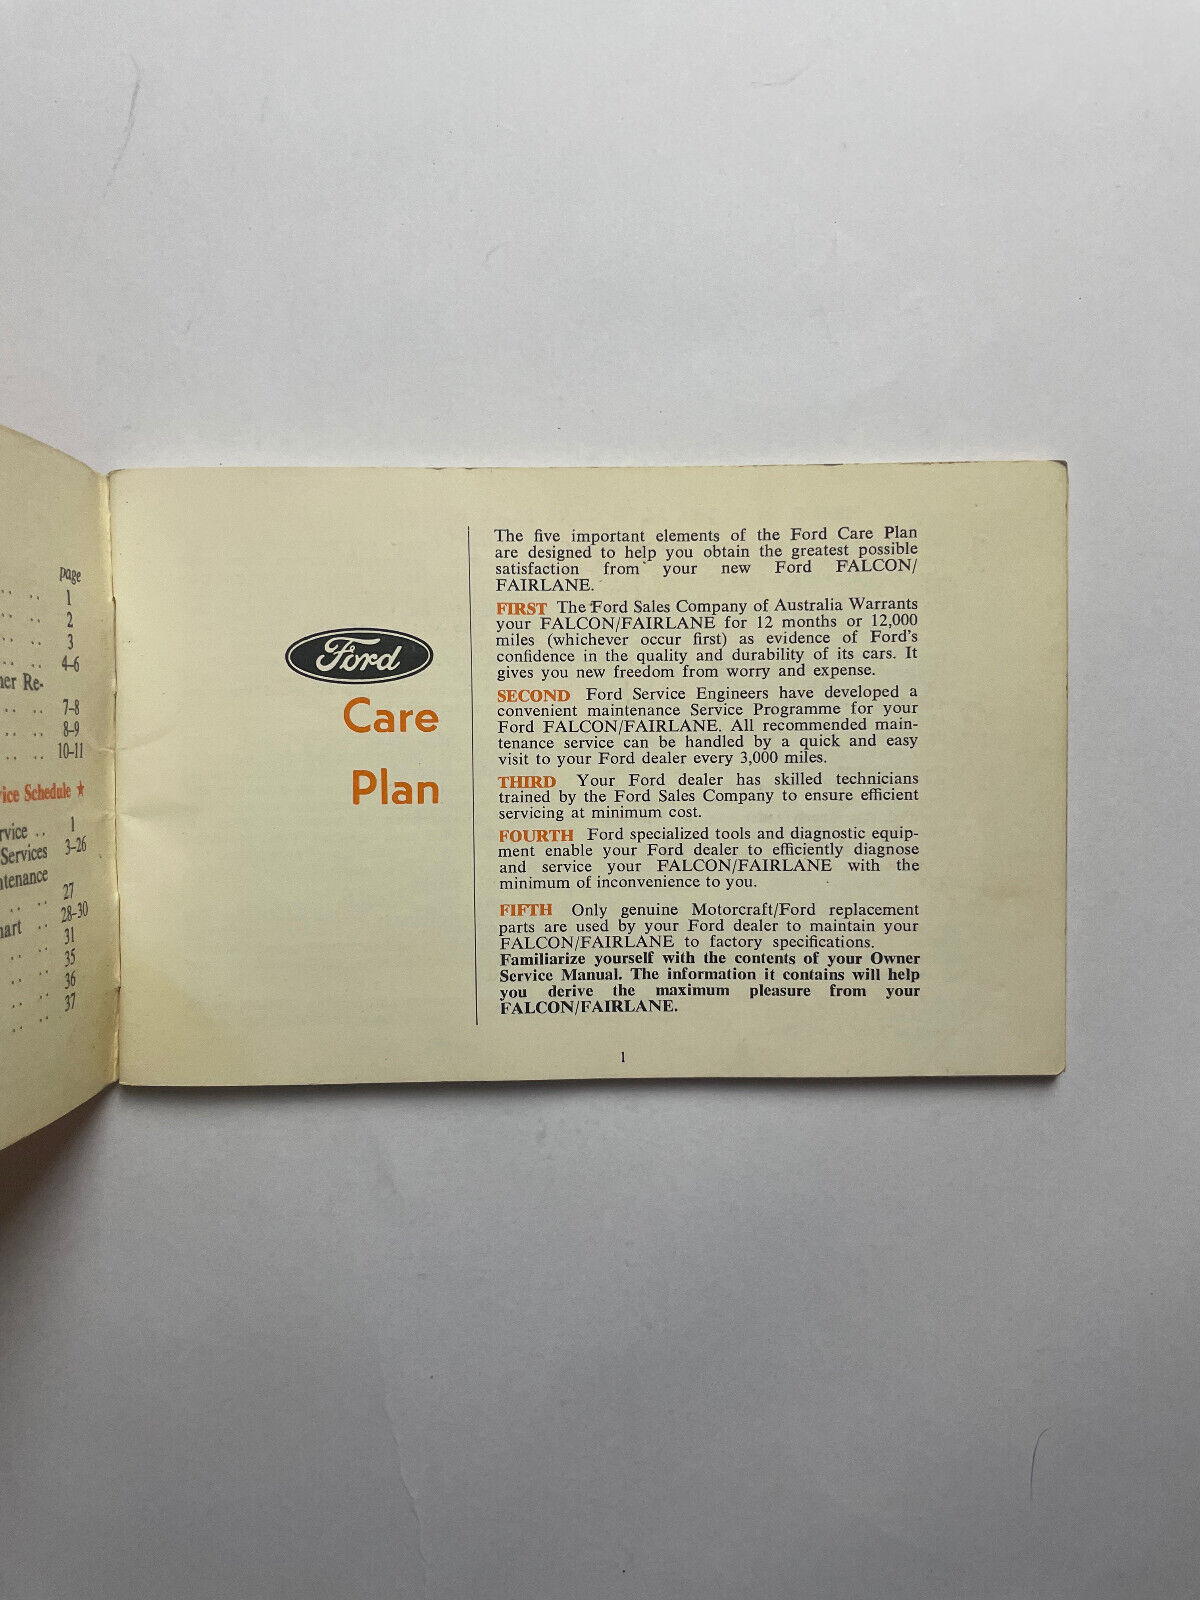 page
1
2
3
4-6
ner Re-
7-8
8-9
10-11
vice Schedule ★
rvice .. 1
Services 3-26
ntenance
27
28-30
hart
31
35
36
37
Ford
Care
Plan
The five important elements of the Ford Care Plan
are designed to help you obtain the greatest possible
satisfaction from your new Ford FALCON/
FAIRLANE.
FIRST The Ford Sales Company of Australia Warrants
your FALCON/FAIRLANE for 12 months or 12,000
miles (whichever occur first) as evidence of Ford's
confidence in the quality and durability of its cars. It
gives you new freedom from worry and expense.
SECOND Ford Service Engineers have developed a
convenient maintenance Service Programme for your
Ford FALCON/FAIRLANE. All recommended main-
tenance service can be handled by a quick and easy
visit to your Ford dealer every 3,000 miles.
THIRD Your Ford dealer has skilled technicians
trained by the Ford Sales Company to ensure efficient
servicing at minimum cost.
FOURTH Ford specialized tools and diagnostic equip-
ment enable your Ford dealer to efficiently diagnose
and service your FALCON/FAIRLANE with the
minimum of inconvenience to you.
FIFTH Only genuine Motorcraft/Ford replacement
parts are used by your Ford dealer to maintain your
FALCON/FAIRLANE to factory specifications.
Familiarize yourself with the contents of your Owner
Service Manual. The information it contains will help
you derive the maximum pleasure from your
FALCON/FAIRLANE.
1